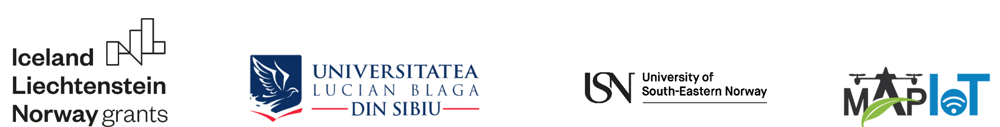 Iceland
Liechtenstein
Norway grants
UNIVERSITATEA
LUCIAN BLAGA
DIN SIBIU
USN
University of
South-Eastern Norway
MAPIoT